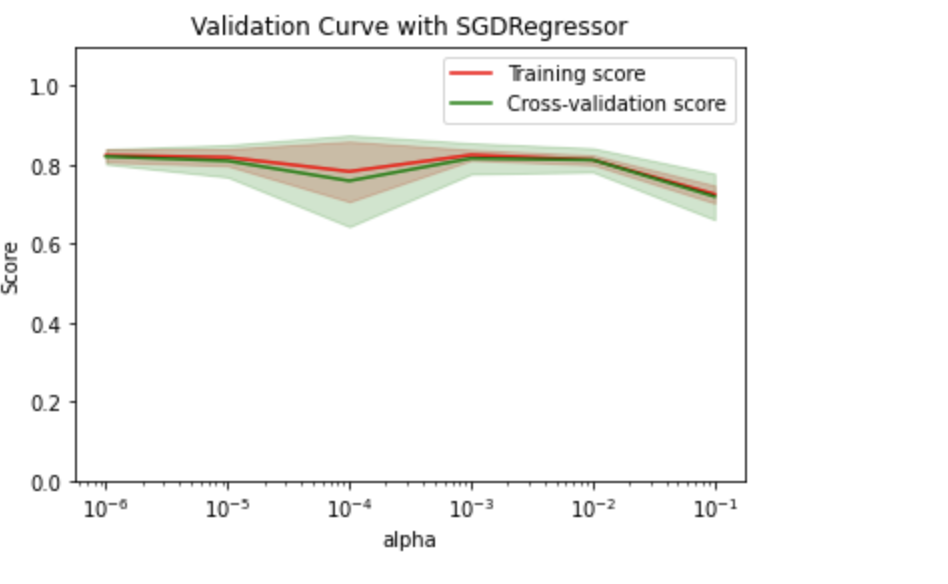 Validation Curve with SGDRegressor
Training score
Cross-validation score
1.0
0.8
0.6
0.4
0.2
0.0
Score
10⁻⁶ 10⁻⁵ 10⁻⁴ 10⁻³ 10⁻² 10⁻¹
alpha